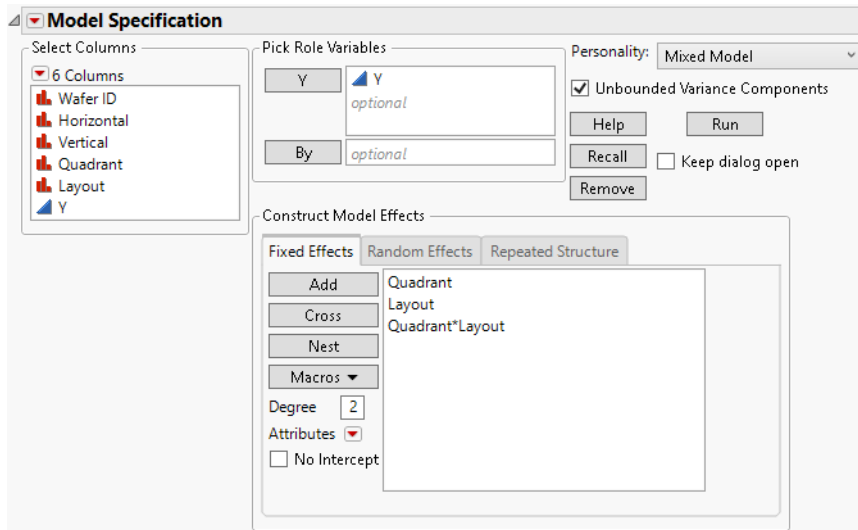 Model Specification
Select Columns
6 Columns
Wafer ID
Horizontal
Vertical
Quadrant
Layout
Y
Pick Role Variables
Y
Y
optional
By
optional
Personality:
Mixed Model
Unbounded Variance Components
Help
Run
Recall
Keep dialog open
Remove
Construct Model Effects
Fixed Effects
Random Effects
Repeated Structure
Add
Cross
Nest
Macros
Degree
2
Attributes
No Intercept
Quadrant
Layout
Quadrant*Layout